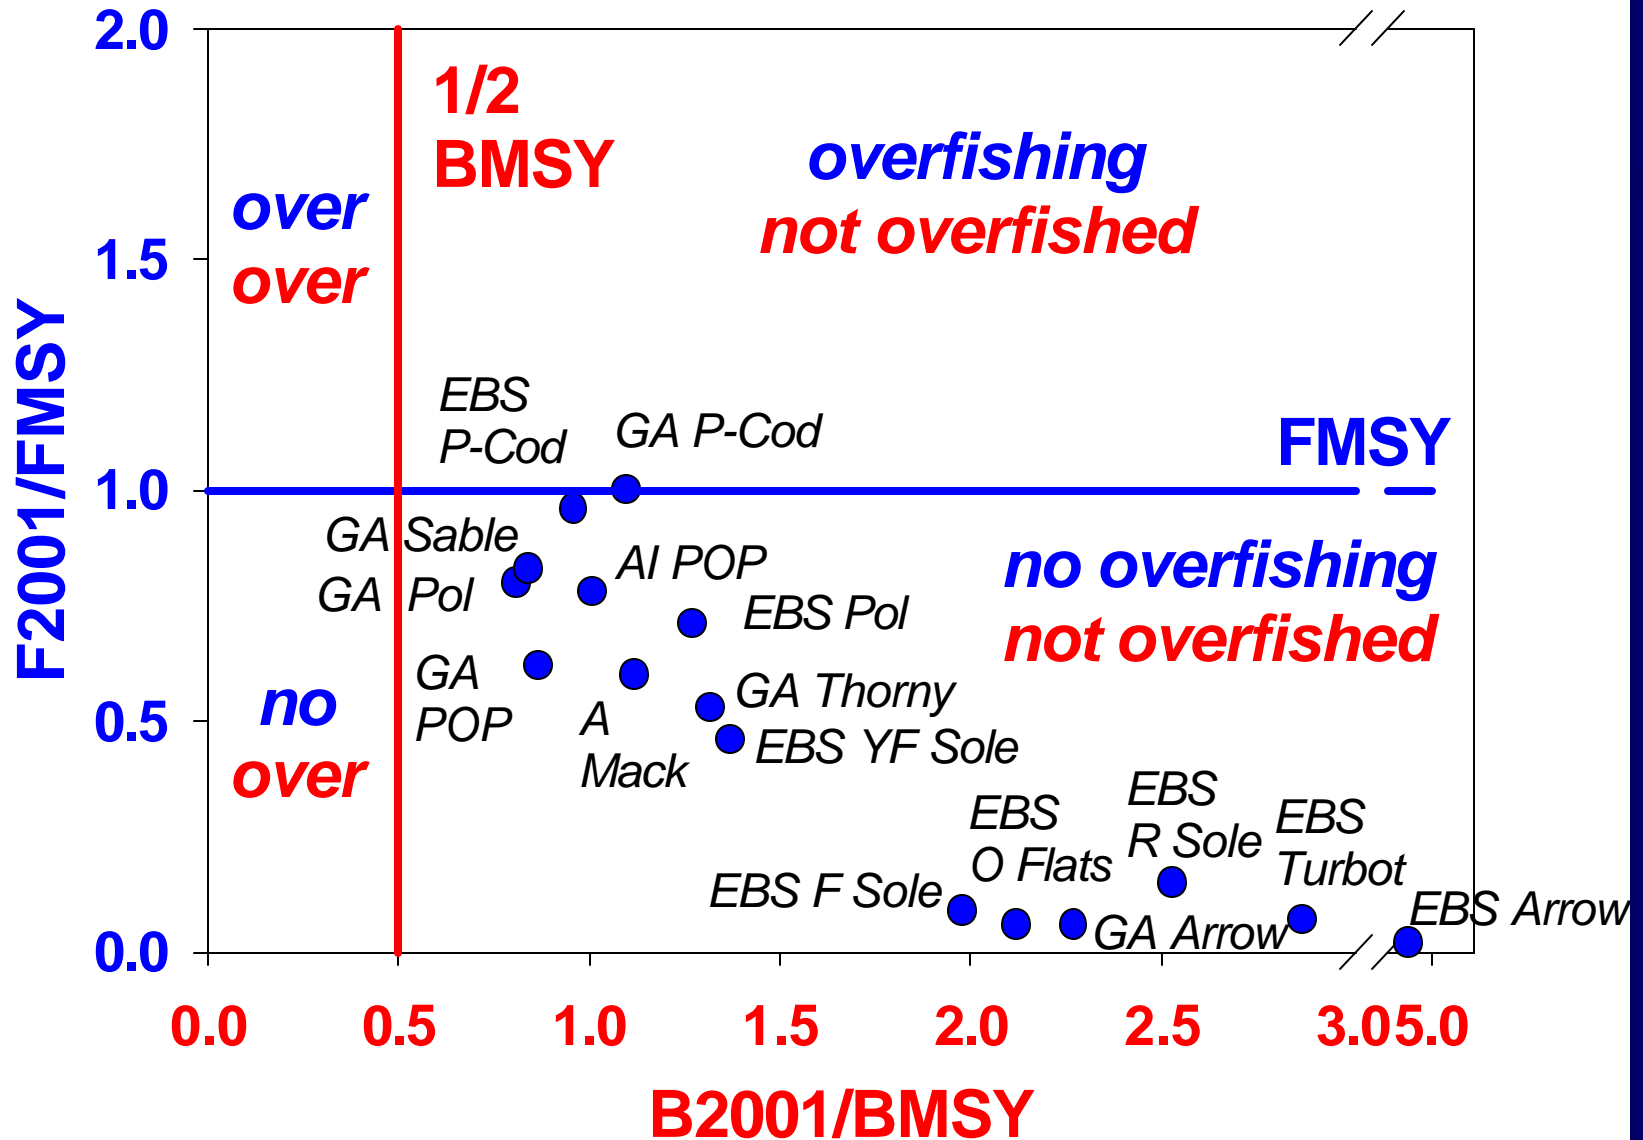 2.0
1.5
1.0
0.5
0.0
F2001/FMSY
1/2
BMSY
over
over
overfishing
not overfished
EBS
P-Cod
GA P-Cod
FMSY
GA Sable
GA Pol
AI POP
EBS Pol
no overfishing
not overfished
GA
POP
A
Mack
GA Thorny
EBS YF Sole
no
over
EBS F Sole
EBS
O Flats
EBS
R Sole
EBS
Turbot
GA Arrow
EBS Arrow
0.0 0.5 1.0 1.5 2.0 2.5 3.0 5.0
B2001/BMSY